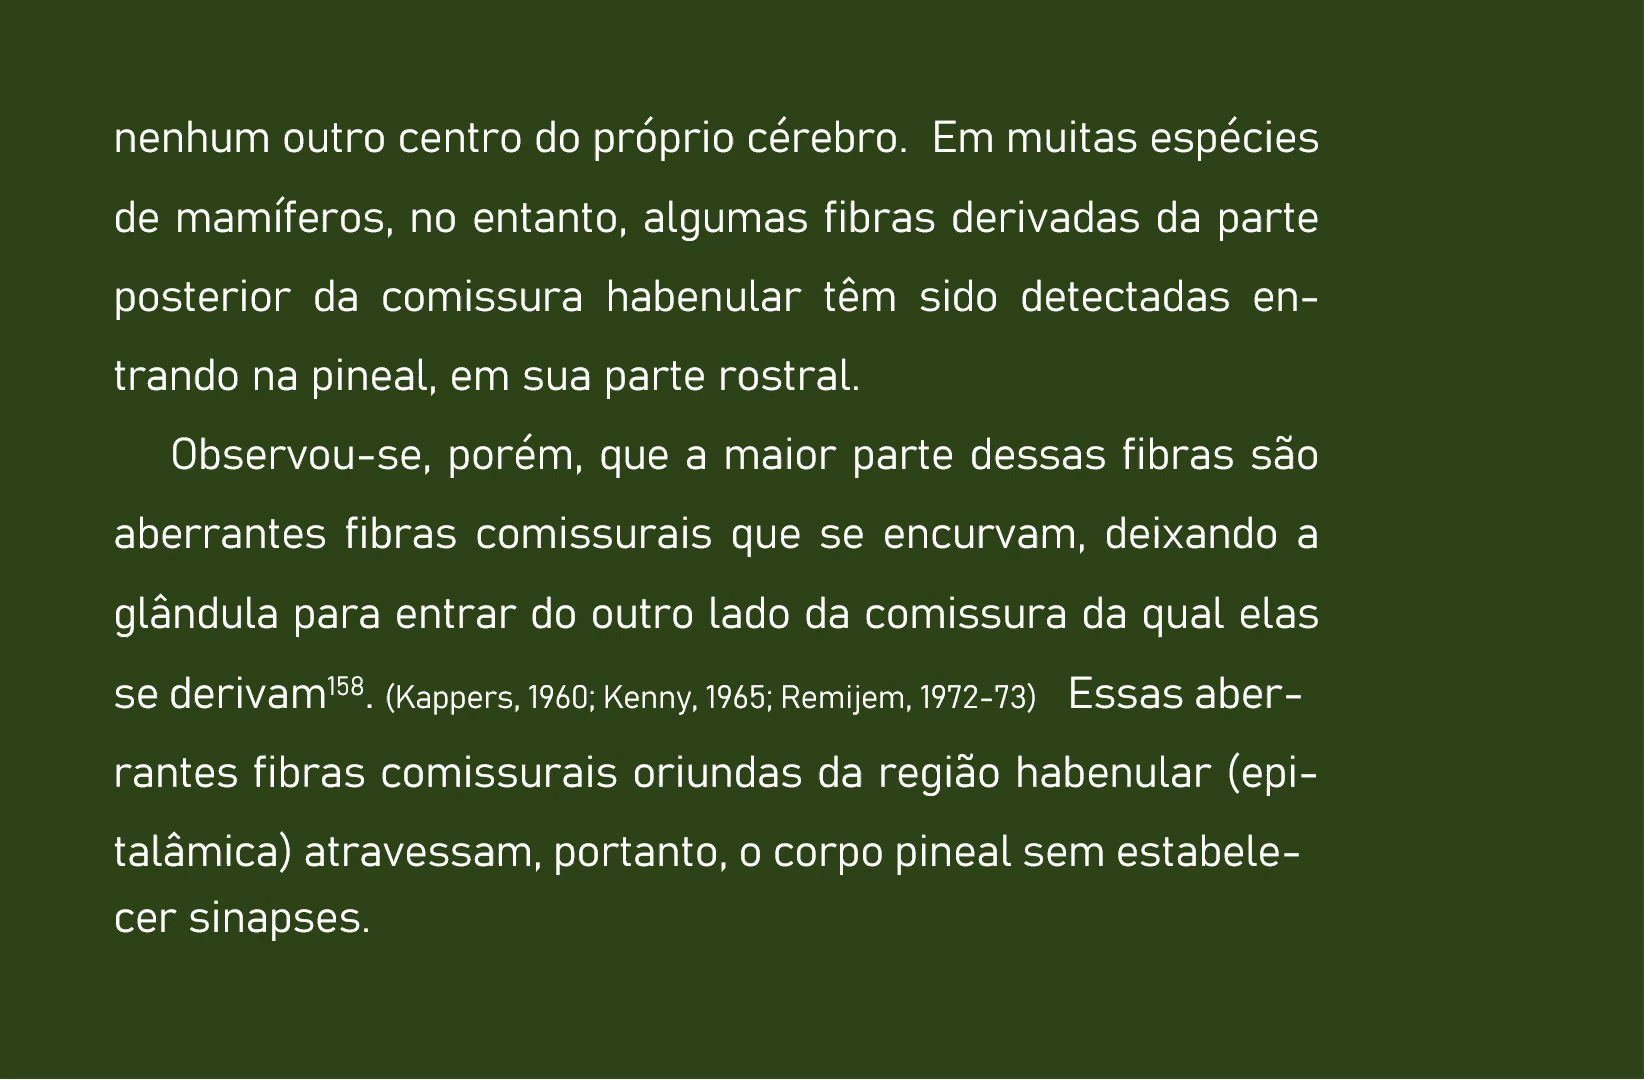 nenhum outro centro do próprio cérebro. Em muitas espécies
de mamíferos, no entanto, algumas fibras derivadas da parte
posterior da comissura habenular têm sido detectadas en-
trando na pineal, em sua parte rostral.
Observou-se, porém, que a maior parte dessas fibras são
aberrantes fibras comissurais que se encurvam, deixando a
glândula para entrar do outro lado da comissura da qual elas
se derivam¹⁵⁸. (Kappers, 1960; Kenny, 1965; Remijem, 1972-73) Essas aber-
rantes fibras comissurais oriundas da região habenular (epi-
talâmica) atravessam, portanto, o corpo pineal sem estabele-
cer sinapses.